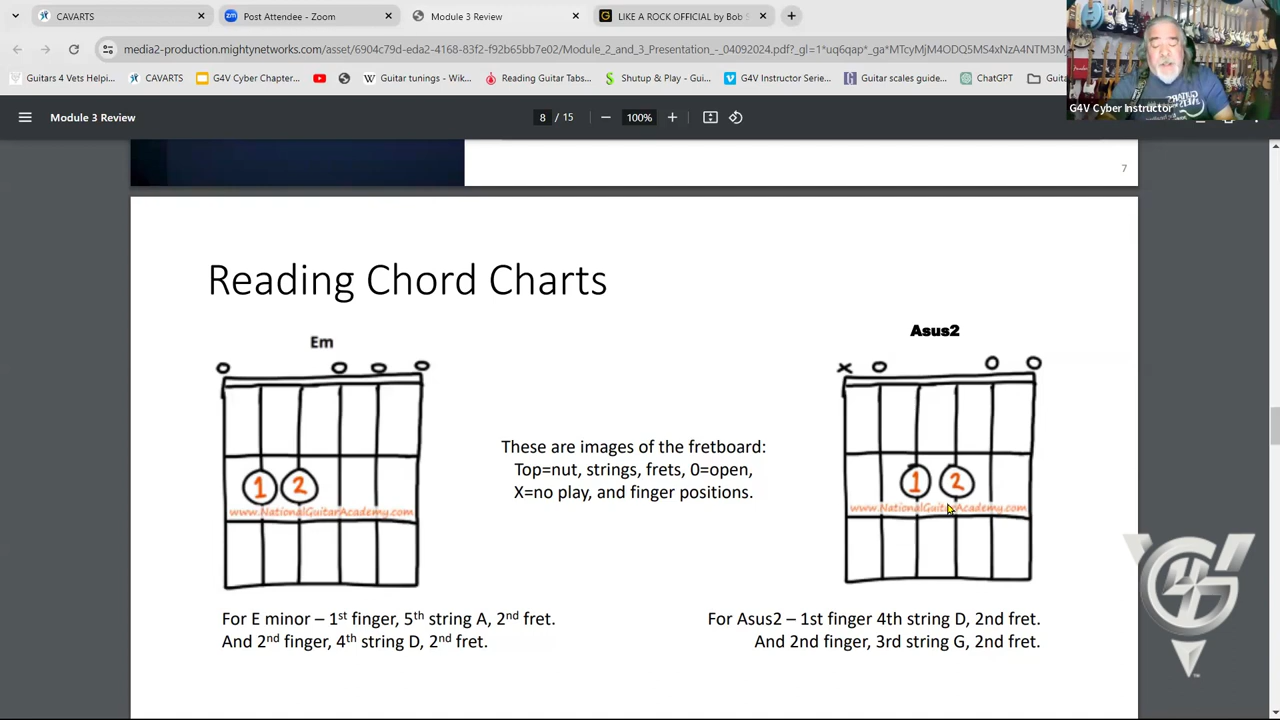 CAVARTS
Post Attendee - Zoom
Module 3 Review
LIKE A ROCK OFFICIAL by Bob S
Guitars 4 Vets Helpi...
CAVARTS
G4V Cyber Chapter...
Guitar tunings - Wik...
Reading Guitar Tabs...
Shutup & Play - Gui...
G4V Instructor Serie...
Guitar scales guide...
ChatGPT
G4V Cyber Instructor
Module 3 Review
8 / 15
100%
7
Reading Chord Charts
Em
o o o o
1 2
www.NationalGuitarAcademy.com
These are images of the fretboard:
Top=nut, strings, frets, 0=open,
X=no play, and finger positions.
Asus2
x o o o
1 2
www.NationalGuitarAcademy.com
For E minor – 1st finger, 5th string A, 2nd fret.
And 2nd finger, 4th string D, 2nd fret.
For Asus2 – 1st finger 4th string D, 2nd fret.
And 2nd finger, 3rd string G, 2nd fret.